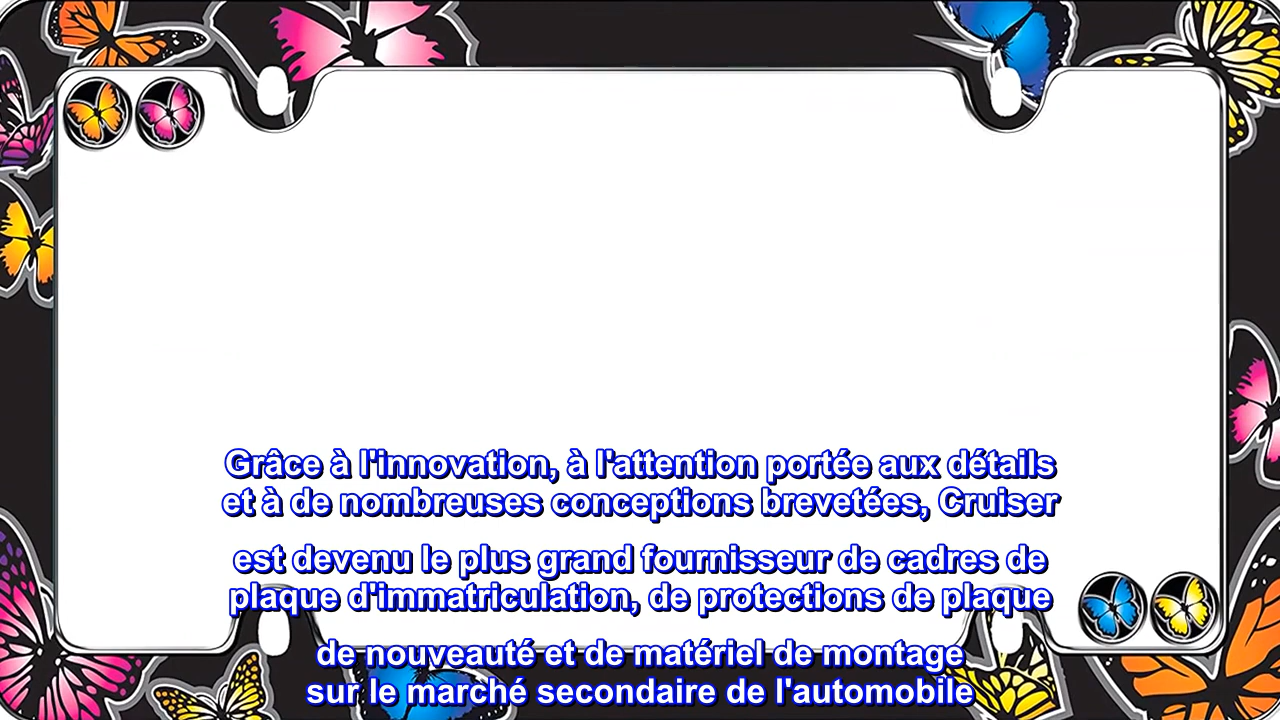 Grâce à l'innovation, à l'attention portée aux détails
et à de nombreuses conceptions brevetées, Cruiser
est devenu le plus grand fournisseur de cadres de
plaque d'immatriculation, de protections de plaque
de nouveauté et de matériel de montage
sur le marché secondaire de l'automobile